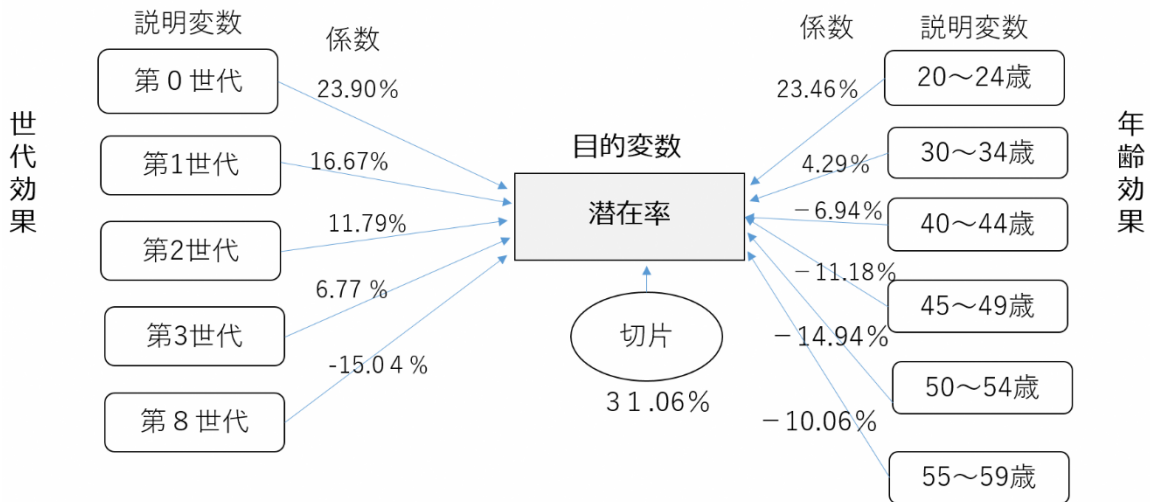 説明変数
係数
世代効果
第０世代
23.90%
第1世代
16.67%
第2世代
11.79%
第3世代
6.77 %
第８世代
-15.0４％
目的変数
潜在率
切片
３１.06%
係数
説明変数
年齢効果
23.46%
20～24歳
4.29%
30～34歳
－6.94%
40～44歳
－11.18%
45～49歳
－14.94%
50～54歳
－10.06%
55～59歳